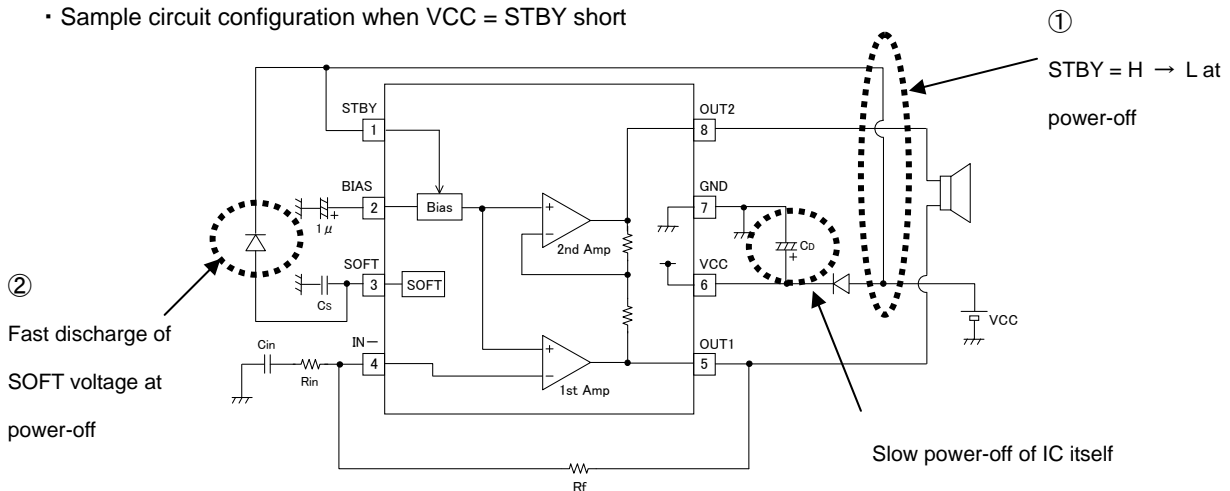 ・Sample circuit configuration when VCC = STBY short
①
STBY = H → L at
power-off
STBY
1
OUT2
8
BIAS
2
Bias
1μ
+
+
−
2nd Amp
GND
7
CD
+
②
Fast discharge of
SOFT voltage at
power-off
SOFT
3
SOFT
Cs
VCC
6
VCC
IN−
4
Cin
Rin
+
−
1st Amp
OUT1
5
Slow power-off of IC itself
Rf